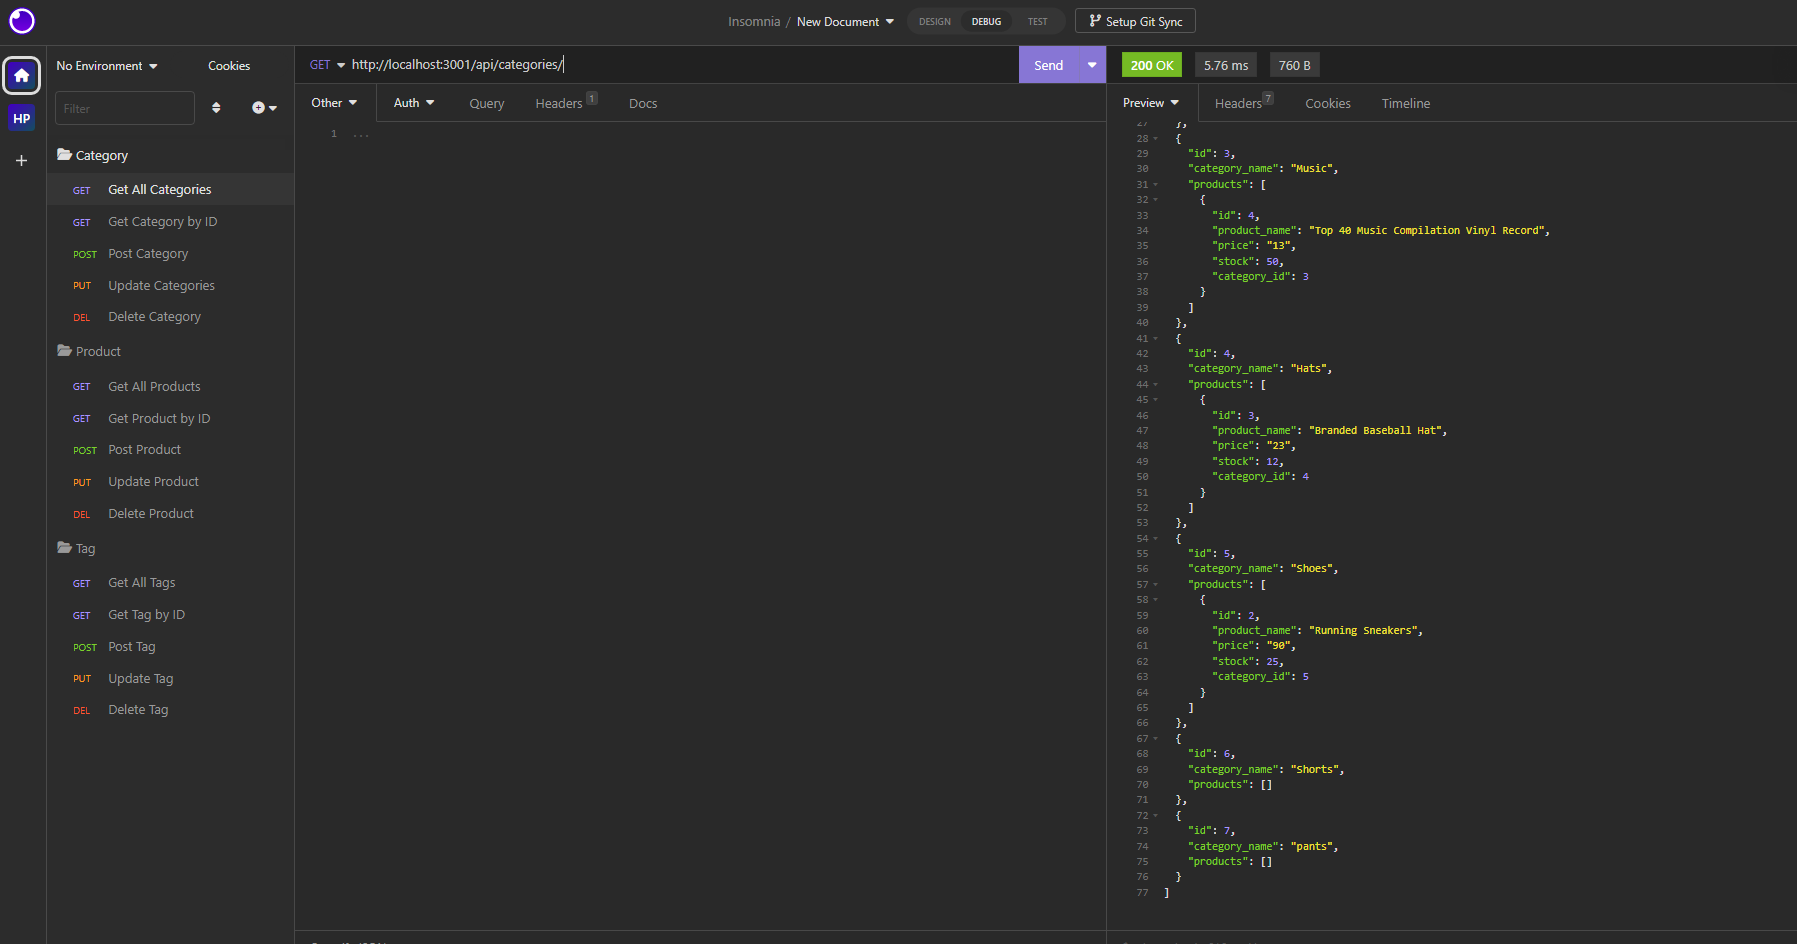 Insomnia / New Document
DESIGN DEBUG TEST
Setup Git Sync
HP
No Environment
Cookies
Filter
Category
GET Get All Categories
GET Get Category by ID
POST Post Category
PUT Update Categories
DEL Delete Category
Product
GET Get All Products
GET Get Product by ID
POST Post Product
PUT Update Product
DEL Delete Product
Tag
GET Get All Tags
GET Get Tag by ID
POST Post Tag
PUT Update Tag
DEL Delete Tag
GET http://localhost:3001/api/categories/
Send
Other Auth Query Headers 1 Docs
1 ...
200 OK 5.76 ms 760 B
Preview Headers 7 Cookies Timeline
27 },
28 {
29 "id": 3,
30 "category_name": "Music",
31 "products": [
32 {
33 "id": 4,
34 "product_name": "Top 40 Music Compilation Vinyl Record",
35 "price": "13",
36 "stock": 50,
37 "category_id": 3
38 }
39 ]
40 },
41 {
42 "id": 4,
43 "category_name": "Hats",
44 "products": [
45 {
46 "id": 3,
47 "product_name": "Branded Baseball Hat",
48 "price": "23",
49 "stock": 12,
50 "category_id": 4
51 }
52 ]
53 },
54 {
55 "id": 5,
56 "category_name": "Shoes",
57 "products": [
58 {
59 "id": 2,
60 "product_name": "Running Sneakers",
61 "price": "90",
62 "stock": 25,
63 "category_id": 5
64 }
65 ]
66 },
67 {
68 "id": 6,
69 "category_name": "Shorts",
70 "products": []
71 },
72 {
73 "id": 7,
74 "category_name": "pants",
75 "products": []
76 }
77 ]